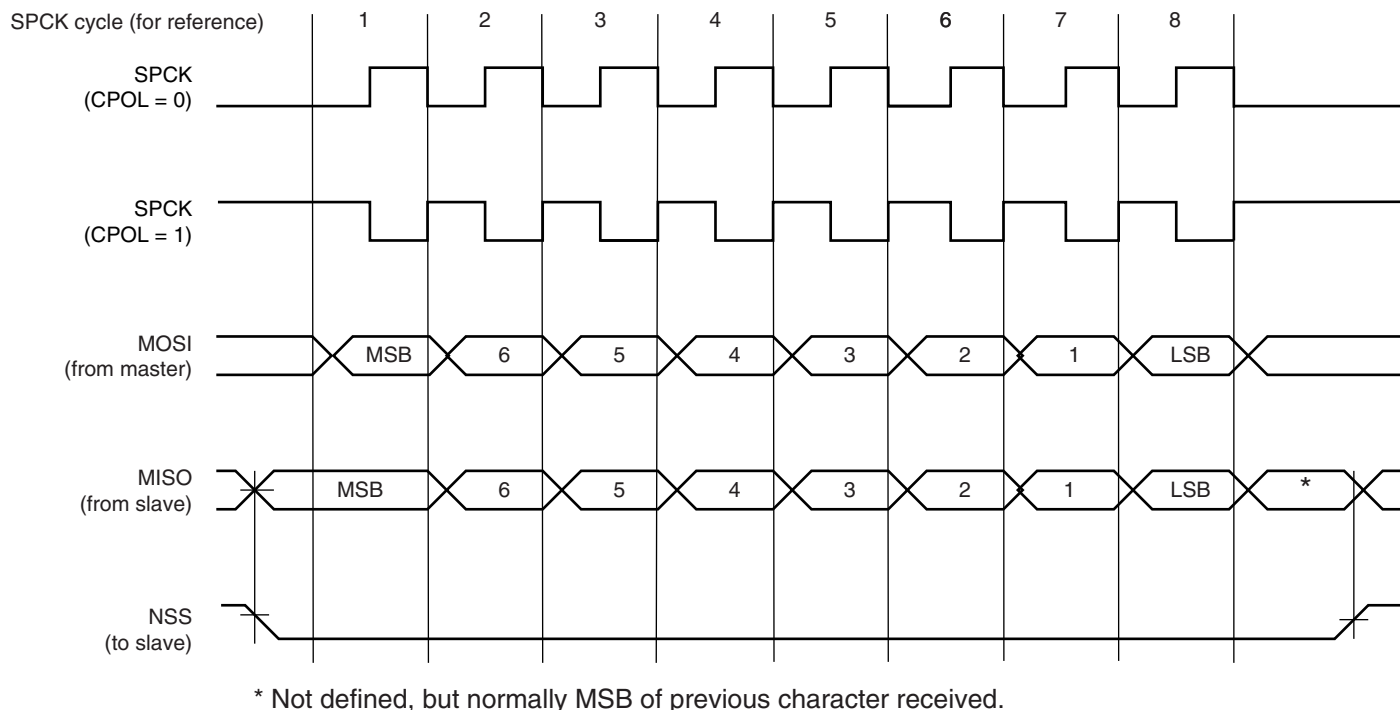 SPCK cycle (for reference) 1 2 3 4 5 6 7 8
SPCK
(CPOL = 0)
SPCK
(CPOL = 1)
MOSI
(from master)
MSB 6 5 4 3 2 1 LSB
MISO
(from slave)
MSB 6 5 4 3 2 1 LSB *
NSS
(to slave)
* Not defined, but normally MSB of previous character received.